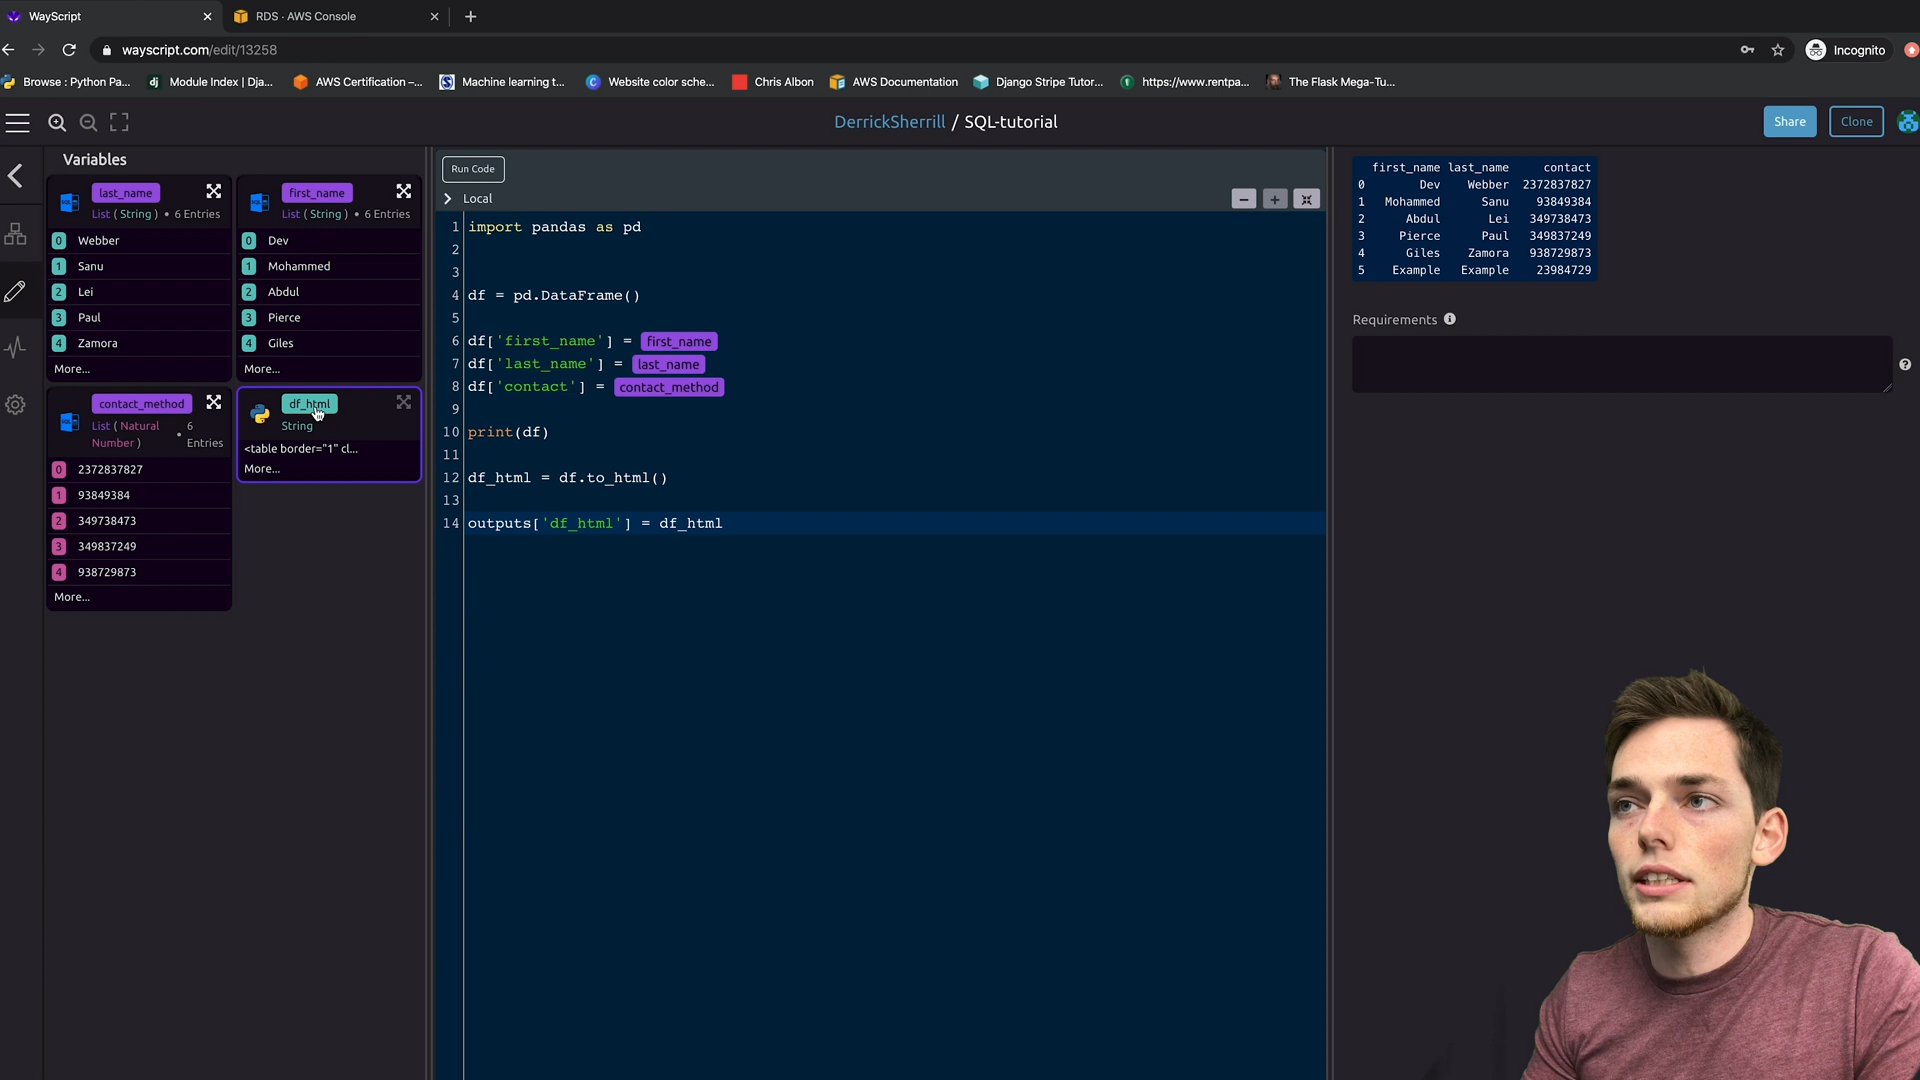 WayScript
RDS · AWS Console
wayscript.com/edit/13258
Incognito
Browse : Python Pa...
Module Index | Dja...
AWS Certification –...
Machine learning t...
Website color sche...
Chris Albon
AWS Documentation
Django Stripe Tutor...
https://www.rentpa...
The Flask Mega-Tu...
DerrickSherrill / SQL-tutorial
Share
Clone
Variables
last_name
List ( String ) • 6 Entries
0 Webber
1 Sanu
2 Lei
3 Paul
4 Zamora
More...
first_name
List ( String ) • 6 Entries
0 Dev
1 Mohammed
2 Abdul
3 Pierce
4 Giles
More...
contact_method
List ( Natural Number ) • 6 Entries
0 2372837827
1 93849384
2 349738473
3 349837249
4 938729873
More...
df_html
String
<table border="1" cl...
More...
Run Code
Local
1 import pandas as pd
2
3
4 df = pd.DataFrame()
5
6 df['first_name'] = first_name
7 df['last_name'] = last_name
8 df['contact'] = contact_method
9
10 print(df)
11
12 df_html = df.to_html()
13
14 outputs['df_html'] = df_html
first_name last_name contact
0 Dev Webber 2372837827
1 Mohammed Sanu 93849384
2 Abdul Lei 349738473
3 Pierce Paul 349837249
4 Giles Zamora 938729873
5 Example Example 23984729
Requirements